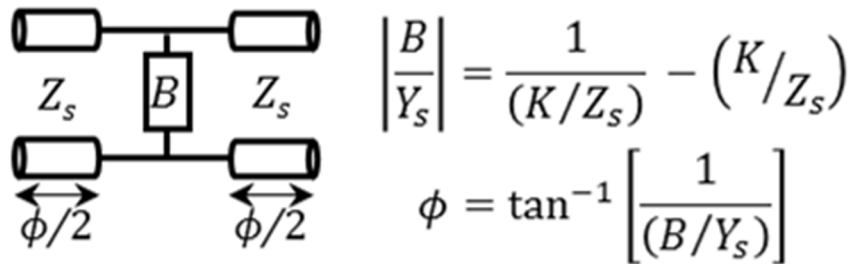 Z_s B Z_s
ϕ/2 ϕ/2
|B/Y_s| = 1/(K/Z_s) − (K/Z_s)
ϕ = tan⁻¹[1/(B/Y_s)]